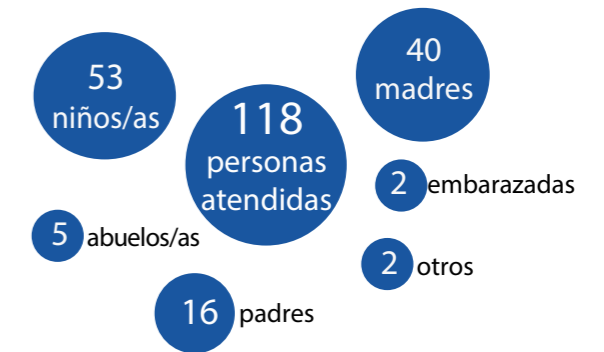 53
niños/as
118
personas
atendidas
40
madres
2 embarazadas
5 abuelos/as
2 otros
16 padres